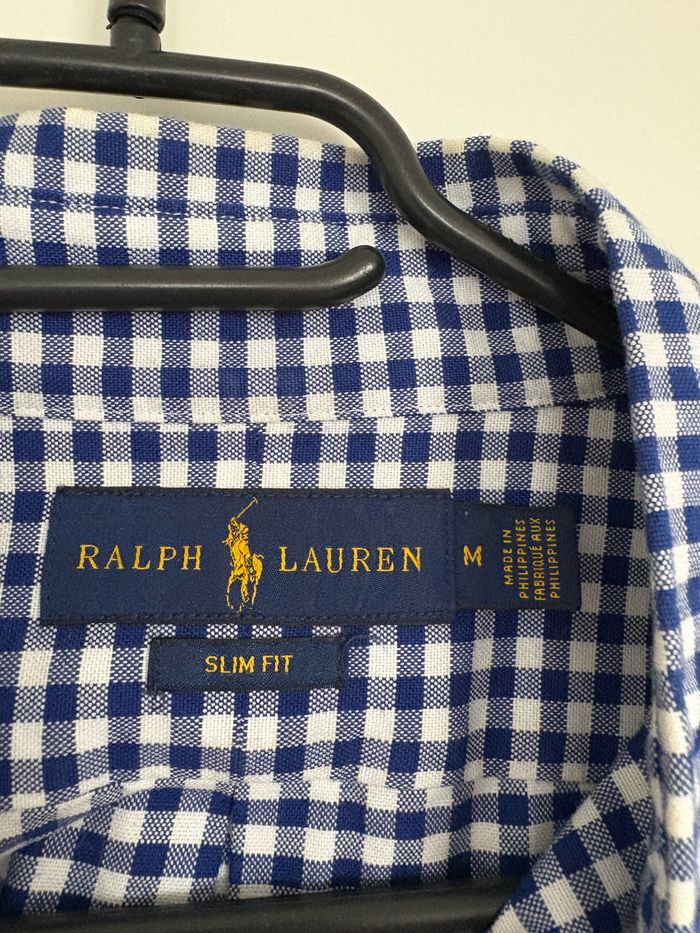 RALPH LAUREN
M
MADE IN
PHILIPPINES
FABRIQUÉ AUX
PHILIPPINES
SLIM FIT